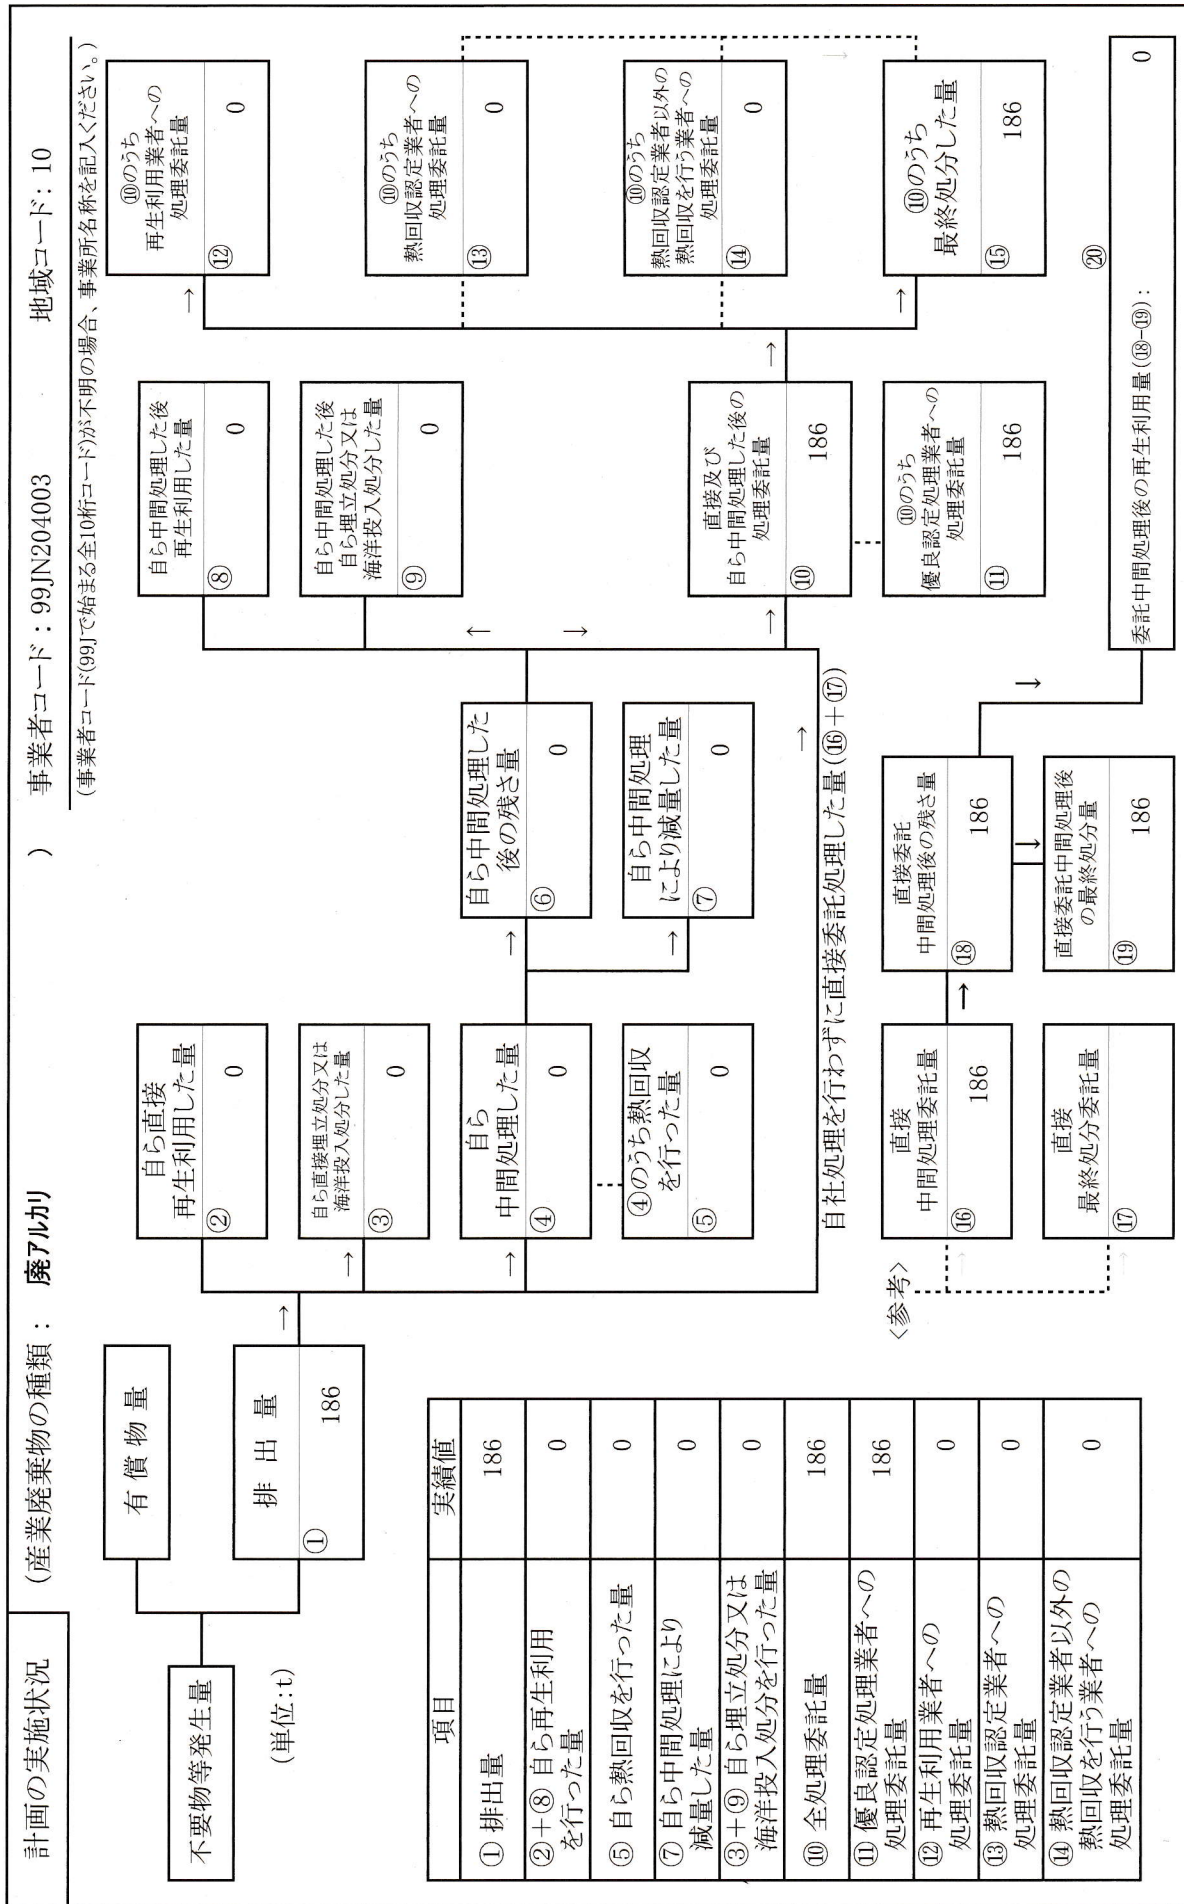 計画の実施状況
(産業廃棄物の種類： 廃アルカリ )
事業者コード：99JN204003 地域コード：10
(事業者コード(99Jで始まる全10桁コード)が不明の場合、事業所名称を記入ください。)
不要物等発生量
(単位:t)
有 償 物 量
排 出 量
① 186
→
自ら直接
再生利用した量
② 0
→
自ら直接埋立処分又は
海洋投入処分した量
③ 0
→
自ら
中間処理した量
④ 0
④のうち熱回収
を行った量
⑤ 0
→
自ら中間処理した
後の残さ量
⑥ 0
→
自ら中間処理
により減量した量
⑦ 0
自ら中間処理した後
再生利用した量
⑧ 0
自ら中間処理した後
自ら埋立処分又は
海洋投入処分した量
⑨ 0
↑
↓
→
自社処理を行わずに直接委託処理した量(⑯＋⑰)
→
直接及び
自ら中間処理した後の
処理委託量
⑩ 186
⑩のうち
優良認定処理業者への
処理委託量
⑪ 186
→
→
⑩のうち
再生利用業者への
処理委託量
⑫ 0
⑩のうち
熱回収認定業者への
処理委託量
⑬ 0
⑩のうち
熱回収認定業者以外の
熱回収を行う業者への
処理委託量
⑭ 0
→
↓
⑩のうち
最終処分した量
⑮ 186
<参考>
→
直接
中間処理委託量
⑯ 186
→
直接
最終処分委託量
⑰
→
直接委託
中間処理後の残さ量
⑱ 186
↓
直接委託中間処理後
の最終処分量
⑲ 186
↓
⑳
委託中間処理後の再生利用量(⑱-⑲)： 0
項目 実績値
① 排出量 186
②＋⑧ 自ら再生利用
を行った量 0
⑤ 自ら熱回収を行った量 0
⑦ 自ら中間処理により
減量した量 0
③＋⑨ 自ら埋立処分又は
海洋投入処分を行った量 0
⑩ 全処理委託量 186
⑪ 優良認定処理業者への
処理委託量 186
⑫ 再生利用業者への
処理委託量 0
⑬ 熱回収認定業者への
処理委託量 0
⑭ 熱回収認定業者以外の
熱回収を行う業者への
処理委託量 0